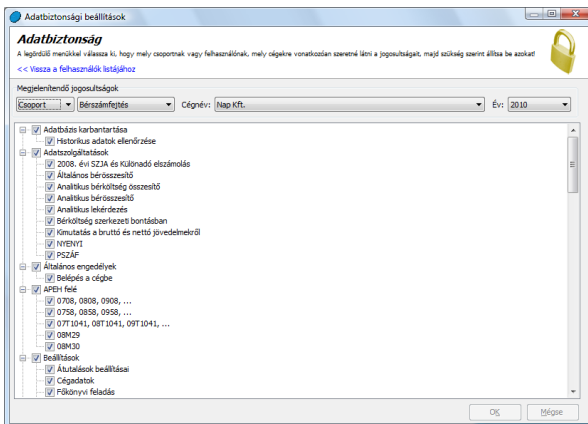 Adatbiztonsági beállítások
Adatbiztonság
A legördülő menükkel válassza ki, hogy mely csoportnak vagy felhasználónak, mely cégekre vonatkozóan szeretné látni a jogosultságait, majd szükség szerint állítsa be azokat!
<< Vissza a felhasználók listájához
Megjelenítendő jogosultságok
Csoport Bérszámfejtés Cégnév: Nap Kft. Év: 2010
Adatbázis karbantartása
Historikus adatok ellenőrzése
Adatszolgáltatások
2008. évi SZJA és Különadó elszámolás
Általános bérösszesítő
Analitikus bérköltség összesítő
Analitikus bérösszesítő
Analitikus lekérdezés
Bérköltség szerkezeti bontásban
Kimutatás a bruttó és nettó jövedelmekről
NYENYI
PSZÁF
Általános engedélyek
Belépés a cégbe
APEH felé
0708, 0808, 0908, ...
0758, 0858, 0958, ...
07T1041, 08T1041, 09T1041, ...
08M29
08M30
Beállítások
Átutalások beállításai
Cégadatok
Főkönyvi feladás
OK Mégse